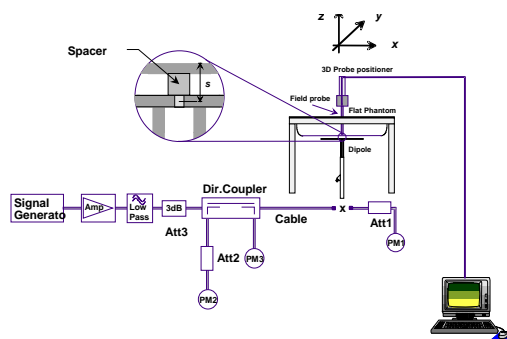 z
y
x
Spacer
s
3D Probe positioner
Field probe
Flat Phantom
Dipole
Signal
Generato
Amp
Low
Pass
3dB
Att3
Dir.Coupler
Cable
x
Att1
PM1
Att2
PM3
PM2